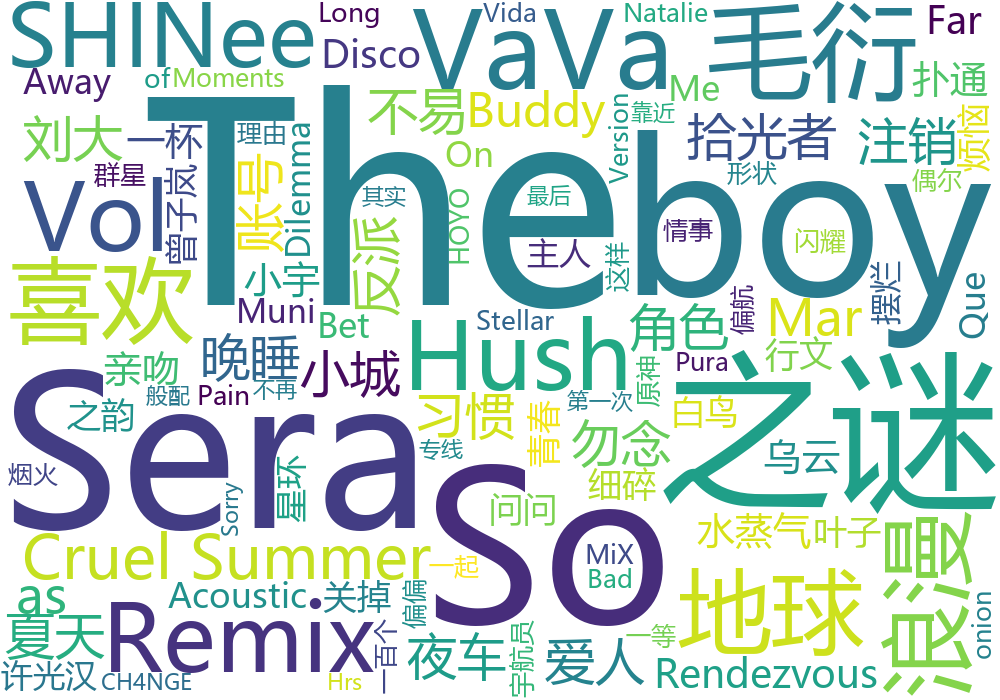 SHINee
Long
Vida
Natalie
Far
Disco
VaVa
毛衍
Away
of
Moments
Me
扑通
刘大
一杯
不易
Buddy
Version
靠近
拾光者
注销
烦恼
理由
On
群星
曾子岚
账号
Dilemma
其实
最后
形状
偶尔
Vol
Theboy
喜欢
小宇
反派
HOYO
主人
这样
情事
闪耀
Muni
Bet
Stellar
偏航
摆烂
Que
晚睡
小城
Hush
角色
Mar
亲吻
Pain
不再
原神
Pura
行文
般配
之韵
Sera
习惯
青春
第一次
勿念
白鸟
之谜
烟火
星环
专线
So
细碎
乌云
Sorry
问问
水蒸气
叶子
Cruel Summer
一起
MiX
Bad
地球
浪漫
as
Acoustic
关掉
偏偏
夏天
Remix
一百个
夜车
宇航员
爱人
一等
onion
许光汉
CH4NGE
Hrs
Rendezvous